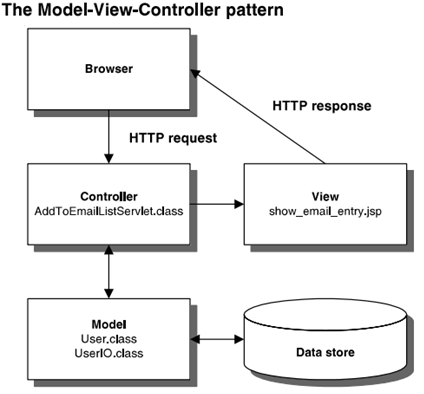 The Model-View-Controller pattern
Browser
HTTP response
HTTP request
Controller
AddToEmailListServlet.class
View
show_email_entry.jsp
Model
User.class
UserIO.class
Data store